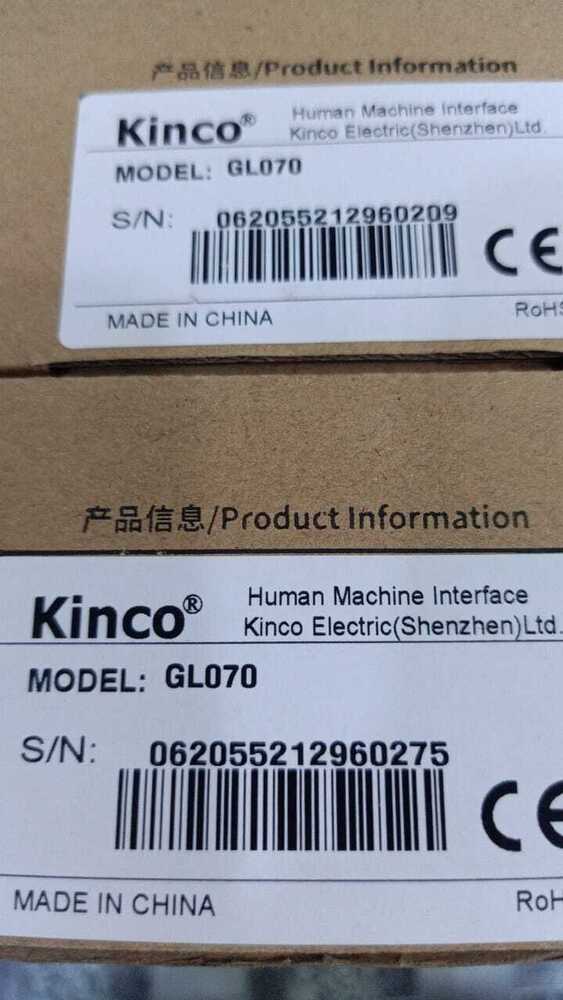 产品信息/Product Information
Kinco® Human Machine Interface
Kinco Electric(Shenzhen)Ltd.
MODEL: GL070
S/N: 062055212960209
CE
MADE IN CHINA RoHS
产品信息/Product Information
Kinco® Human Machine Interface
Kinco Electric(Shenzhen)Ltd.
MODEL: GL070
S/N: 062055212960275
CE
MADE IN CHINA RoH